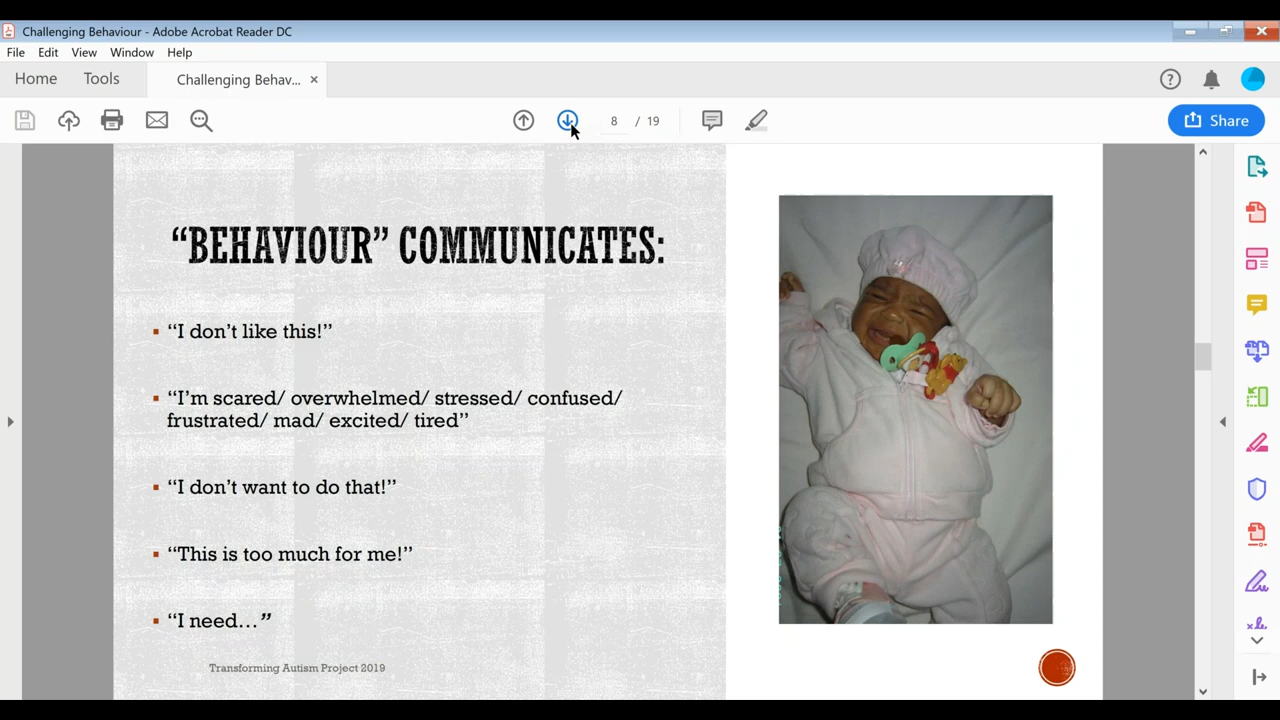 Challenging Behaviour - Adobe Acrobat Reader DC
File Edit View Window Help
Home Tools Challenging Behav... ×
8 / 19
Share
“BEHAVIOUR” COMMUNICATES:
▪ “I don’t like this!”
▪ “I’m scared/ overwhelmed/ stressed/ confused/
frustrated/ mad/ excited/ tired”
▪ “I don’t want to do that!”
▪ “This is too much for me!”
▪ “I need…”
Transforming Autism Project 2019